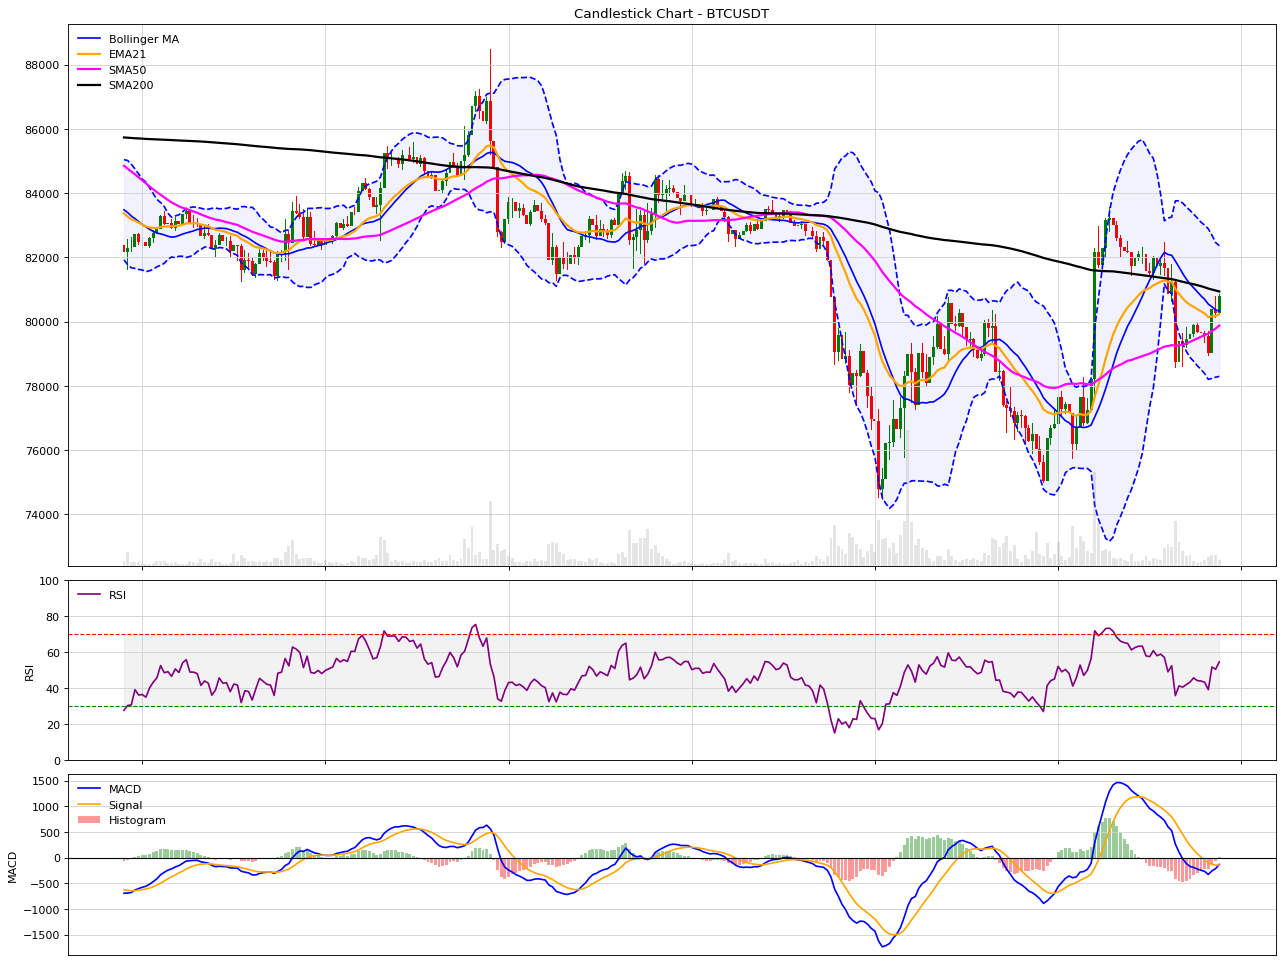 Candlestick Chart - BTCUSDT
Bollinger MA
EMA21
SMA50
SMA200
88000
86000
84000
82000
80000
78000
76000
74000
RSI
100
80
60
40
20
0
RSI
MACD
Signal
Histogram
1500
1000
500
0
−500
−1000
−1500
MACD